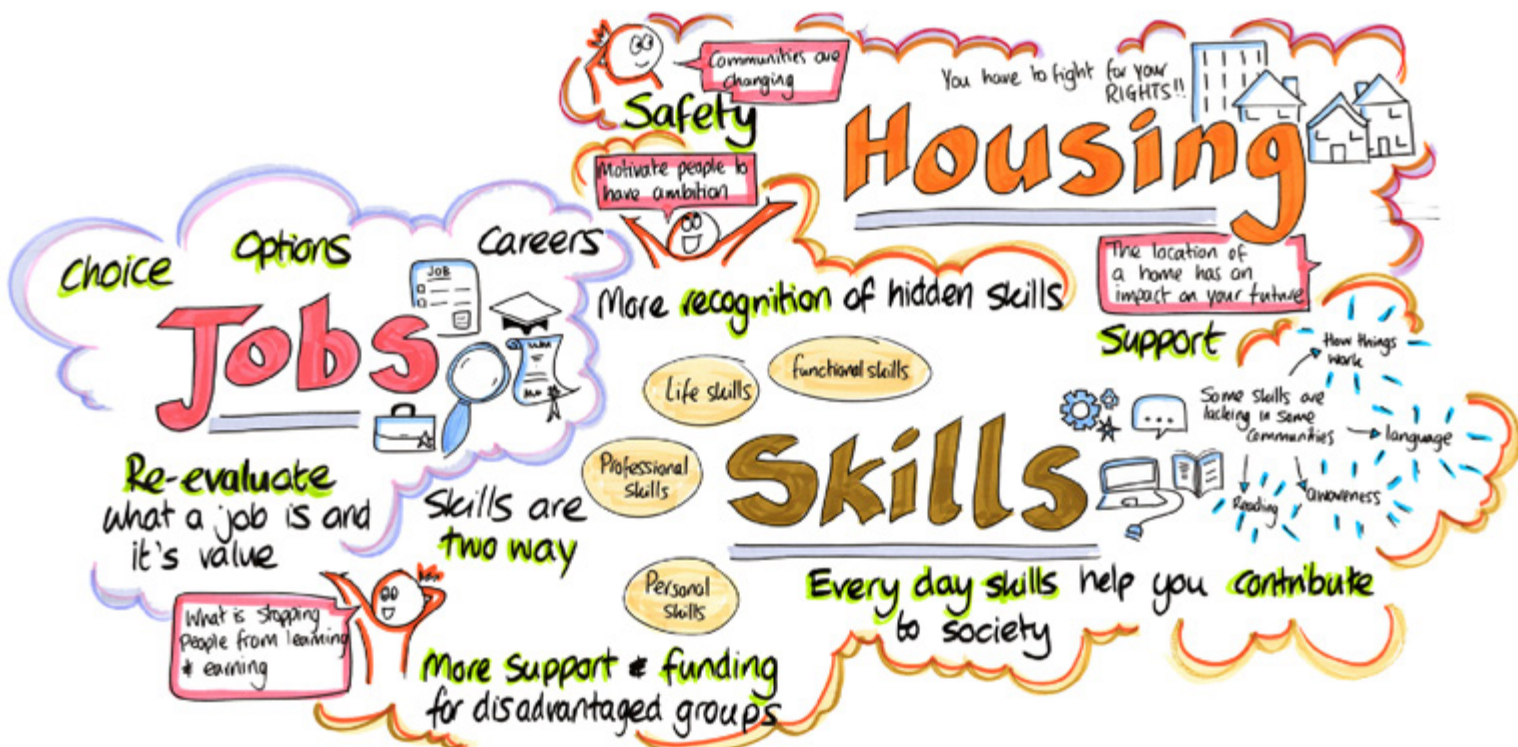 Communities are
changing
Safety
You have to fight for your
RIGHTS!!
Housing
Motivate people to
have ambition
The location of
a home has an
impact on your future
Support
Choice
Options
Careers
JOB
Jobs
Re-evaluate
what a job is and
it's value
What is stopping
people from learning
& earning
More recognition of hidden skills
Life skills
functional skills
Professional
skills
Personal
skills
Skills
Skills are
two way
Some skills are
lacking in some
communities
How things
work
language
awareness
Reading
Every day skills help you contribute
to society
More support & funding
for disadvantaged groups